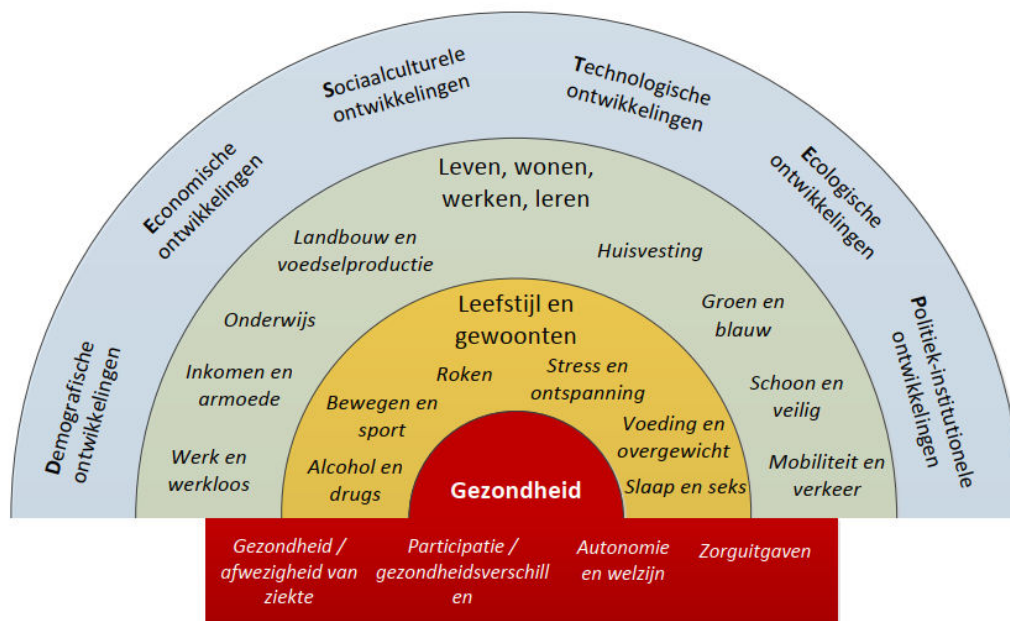 Demografische
ontwikkelingen
Economische
ontwikkelingen
Sociaalculturele
ontwikkelingen
Technologische
ontwikkelingen
Ecologische
ontwikkelingen
Politiek-institutionele
ontwikkelingen
Leven, wonen,
werken, leren
Werk en
werkloos
Inkomen en
armoede
Onderwijs
Landbouw en
voedselproductie
Huisvesting
Groen en
blauw
Schoon en
veilig
Mobiliteit en
verkeer
Leefstijl en
gewoonten
Alcohol en
drugs
Bewegen en
sport
Roken
Stress en
ontspanning
Voeding en
overgewicht
Slaap en seks
Gezondheid
Gezondheid /
afwezigheid van
ziekte
Participatie /
gezondheidsverschill
en
Autonomie
en welzijn
Zorguitgaven